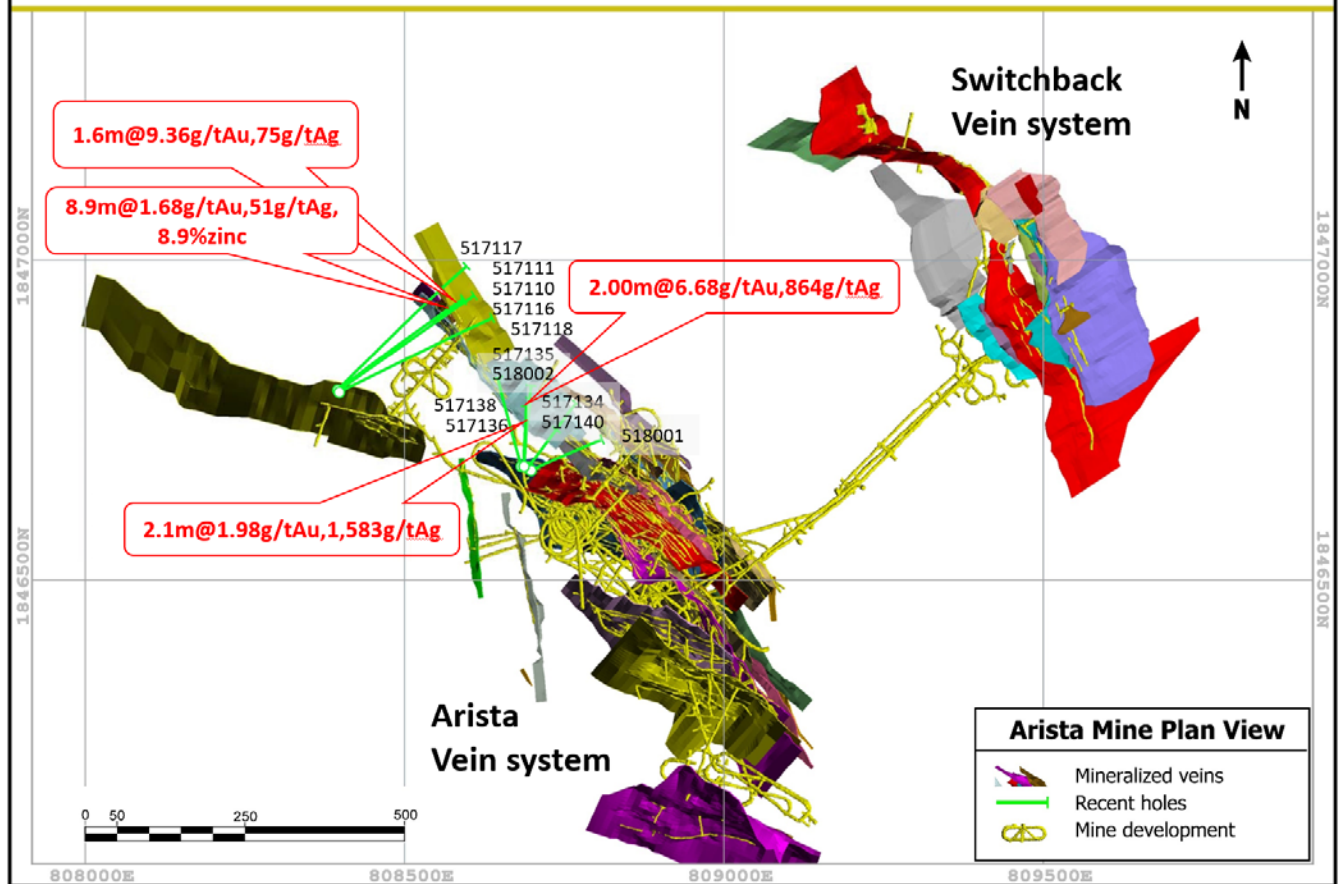 Switchback
Vein system
N
1.6m@9.36g/tAu,75g/tAg
8.9m@1.68g/tAu,51g/tAg,
8.9%zinc
1847000N
1847000N
517117
517111
517110
517116
517118
2.00m@6.68g/tAu,864g/tAg
517135
518002
517138
517136
517134
517140
518001
2.1m@1.98g/tAu,1,583g/tAg
1846500N
1846500N
Arista
Vein system
Arista Mine Plan View
Mineralized veins
Recent holes
Mine development
0 50 250 500
808000E 808500E 809000E 809500E